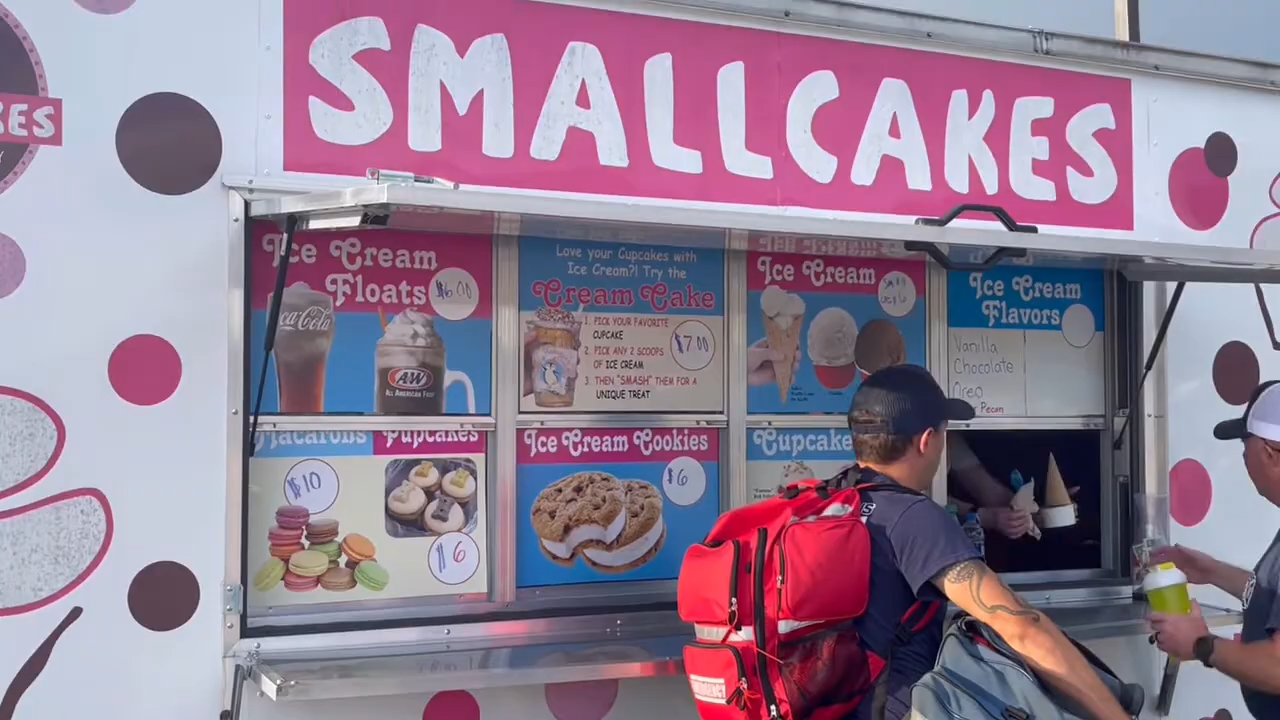 SMALLCAKES
KES
Ice Cream
Floats
$6.00
Coca-Cola
A&W
ALL AMERICAN FOOD
Love your Cupcakes with
Ice Cream?! Try the
Cream Cake
1. PICK YOUR FAVORITE
CUPCAKE
2. PICK ANY 2 SCOOPS
OF ICE CREAM
3. THEN "SMASH" THEM FOR A
UNIQUE TREAT
$7.00
Ice Cream
Ice Cream
Flavors
Vanilla
Chocolate
Oreo
Pecan
Macarons
Pupcakes
$10
$6
Ice Cream Cookies
$6
Cupcake
EMERGENCY